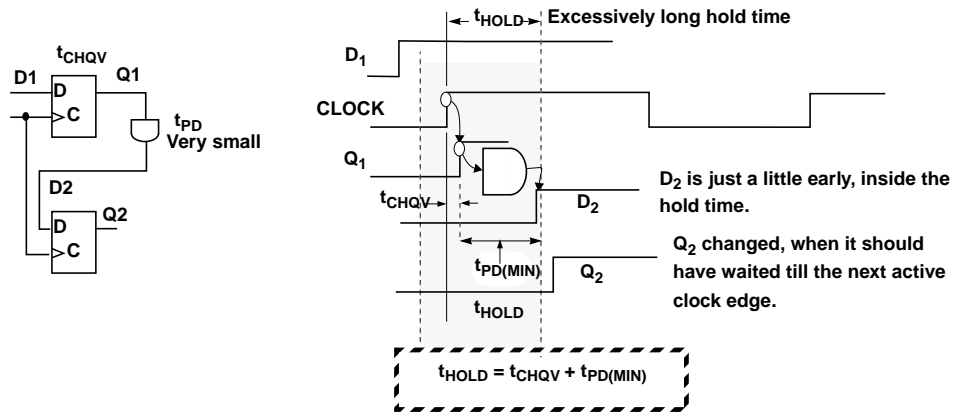 tHOLD
Excessively long hold time
D1
tCHQV
D1
Q1
D
C
CLOCK
tPD
Very small
Q1
D2
tCHQV
D2
D2 is just a little early, inside the
hold time.
D
Q2
C
tPD(MIN)
Q2
Q2 changed, when it should
have waited till the next active
clock edge.
tHOLD
tHOLD = tCHQV + tPD(MIN)